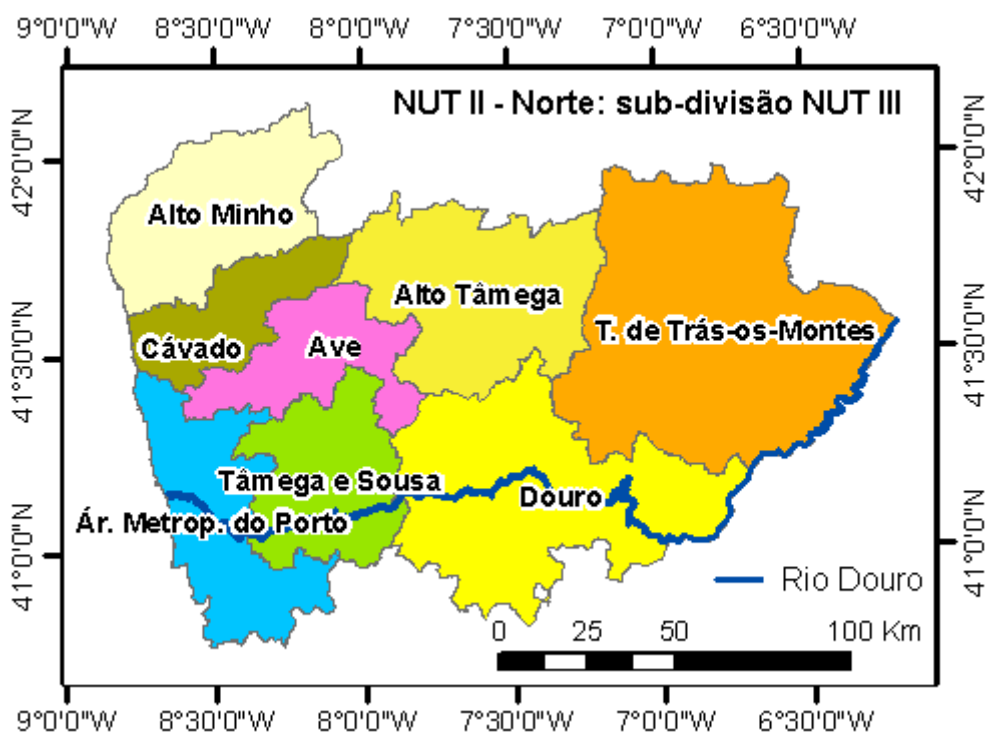 9°0'0"W 8°30'0"W 8°0'0"W 7°30'0"W 7°0'0"W 6°30'0"W
NUT II - Norte: sub-divisão NUT III
42°0'0"N
42°0'0"N
Alto Minho
Alto Tâmega
T. de Trás-os-Montes
Cávado
Ave
41°30'0"N
41°30'0"N
Tâmega e Sousa
Douro
Ár. Metrop. do Porto
41°0'0"N
41°0'0"N
Rio Douro
0 25 50 100 Km
9°0'0"W 8°30'0"W 8°0'0"W 7°30'0"W 7°0'0"W 6°30'0"W